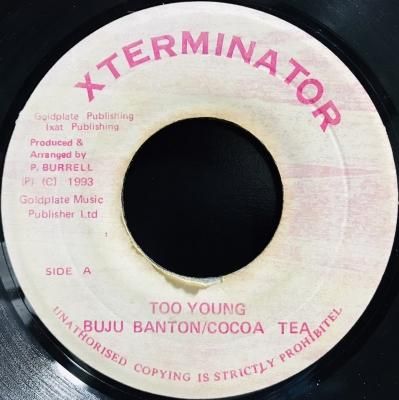 XTERMINATOR
Goldplate Publishing
Ixat Publishing
Produced &
Arranged by
P. BURRELL
(P) (C) 1993
Goldplate Music
Publisher Ltd
SIDE A
TOO YOUNG
BUJU BANTON/COCOA TEA
UNATHORISED COPYING IS STRICTLY PROHIBITEL